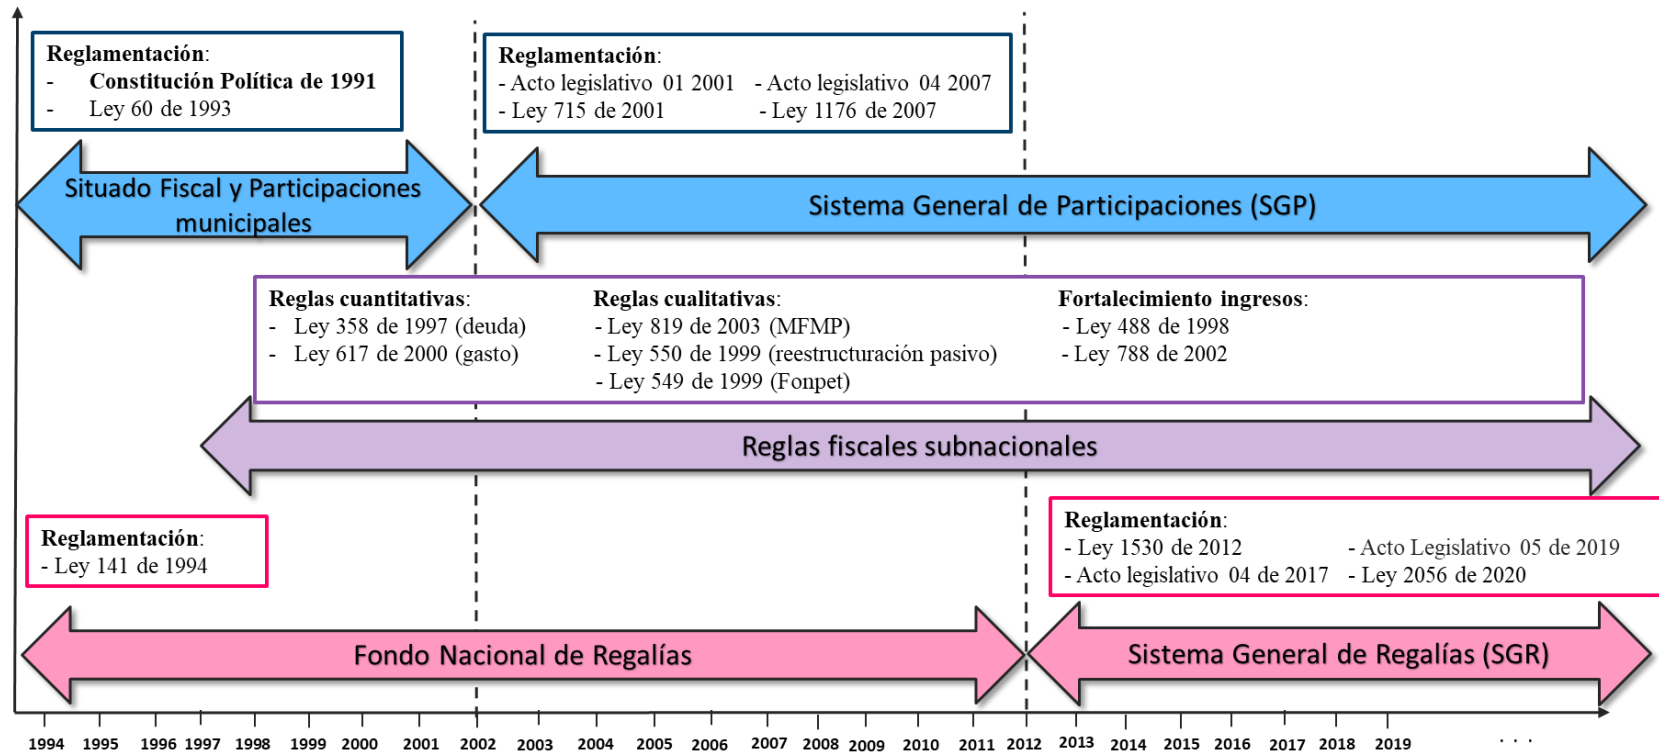 Reglamentación:
- Constitución Política de 1991
- Ley 60 de 1993
Reglamentación:
- Acto legislativo 01 2001 - Acto legislativo 04 2007
- Ley 715 de 2001 - Ley 1176 de 2007
Situado Fiscal y Participaciones
municipales
Sistema General de Participaciones (SGP)
Reglas cuantitativas:
- Ley 358 de 1997 (deuda)
- Ley 617 de 2000 (gasto)
Reglas cualitativas:
- Ley 819 de 2003 (MFMP)
- Ley 550 de 1999 (reestructuración pasivo)
- Ley 549 de 1999 (Fonpet)
Fortalecimiento ingresos:
- Ley 488 de 1998
- Ley 788 de 2002
Reglas fiscales subnacionales
Reglamentación:
- Ley 141 de 1994
Reglamentación:
- Ley 1530 de 2012 - Acto Legislativo 05 de 2019
- Acto legislativo 04 de 2017 - Ley 2056 de 2020
Fondo Nacional de Regalías
Sistema General de Regalías (SGR)
1994 1995 1996 1997 1998 1999 2000 2001 2002 2003 2004 2005 2006 2007 2008 2009 2010 2011 2012 2013 2014 2015 2016 2017 2018 2019 . . .